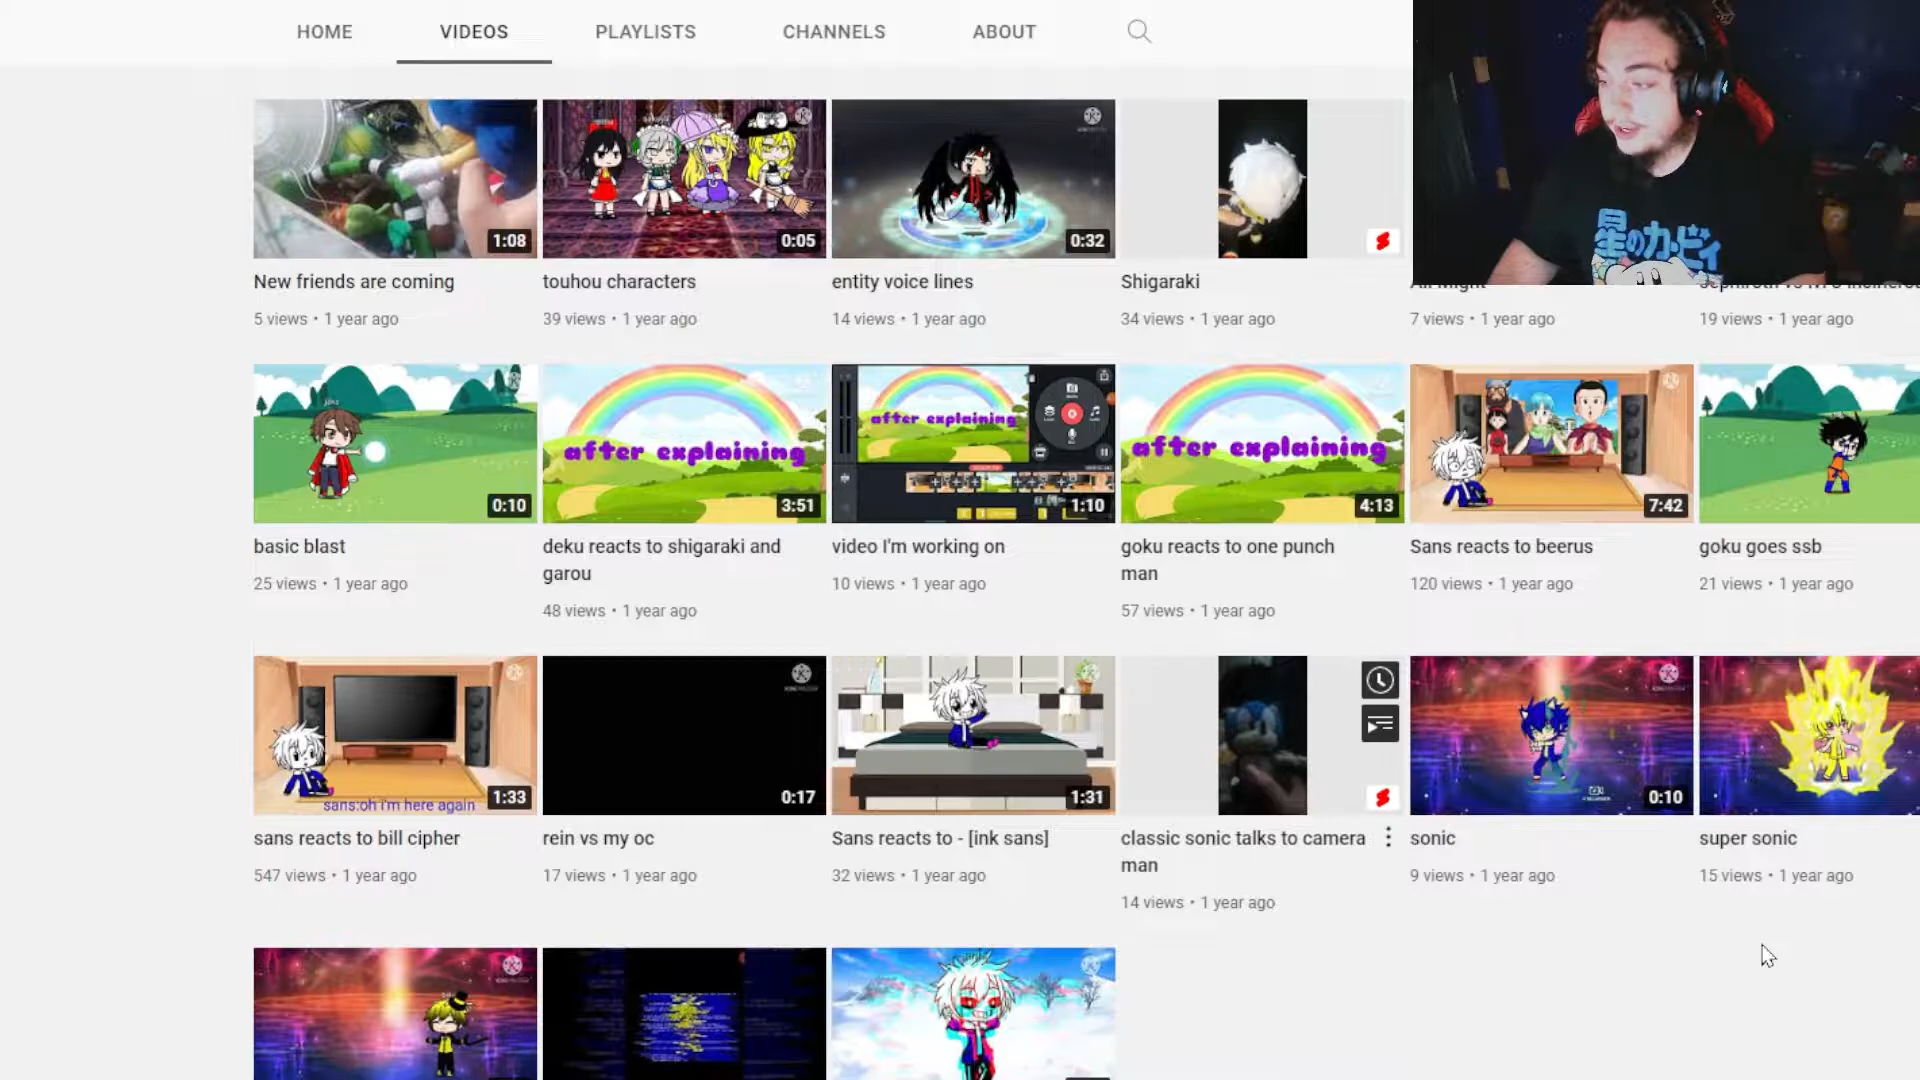 HOME
VIDEOS
PLAYLISTS
CHANNELS
ABOUT
星のカービィ
1:08
0:05
0:32
New friends are coming
touhou characters
entity voice lines
Shigaraki
All Might
5 views • 1 year ago
39 views • 1 year ago
14 views • 1 year ago
34 views • 1 year ago
7 views • 1 year ago
19 views • 1 year ago
after explaining
after explaining
after explaining
0:10
3:51
1:10
4:13
7:42
basic blast
deku reacts to shigaraki and
garou
video I'm working on
goku reacts to one punch
man
Sans reacts to beerus
goku goes ssb
25 views • 1 year ago
48 views • 1 year ago
10 views • 1 year ago
57 views • 1 year ago
120 views • 1 year ago
21 views • 1 year ago
sans:oh i'm here again
1:33
0:17
1:31
0:10
sans reacts to bill cipher
rein vs my oc
Sans reacts to - [ink sans]
classic sonic talks to camera
man
sonic
super sonic
547 views • 1 year ago
17 views • 1 year ago
32 views • 1 year ago
14 views • 1 year ago
9 views • 1 year ago
15 views • 1 year ago